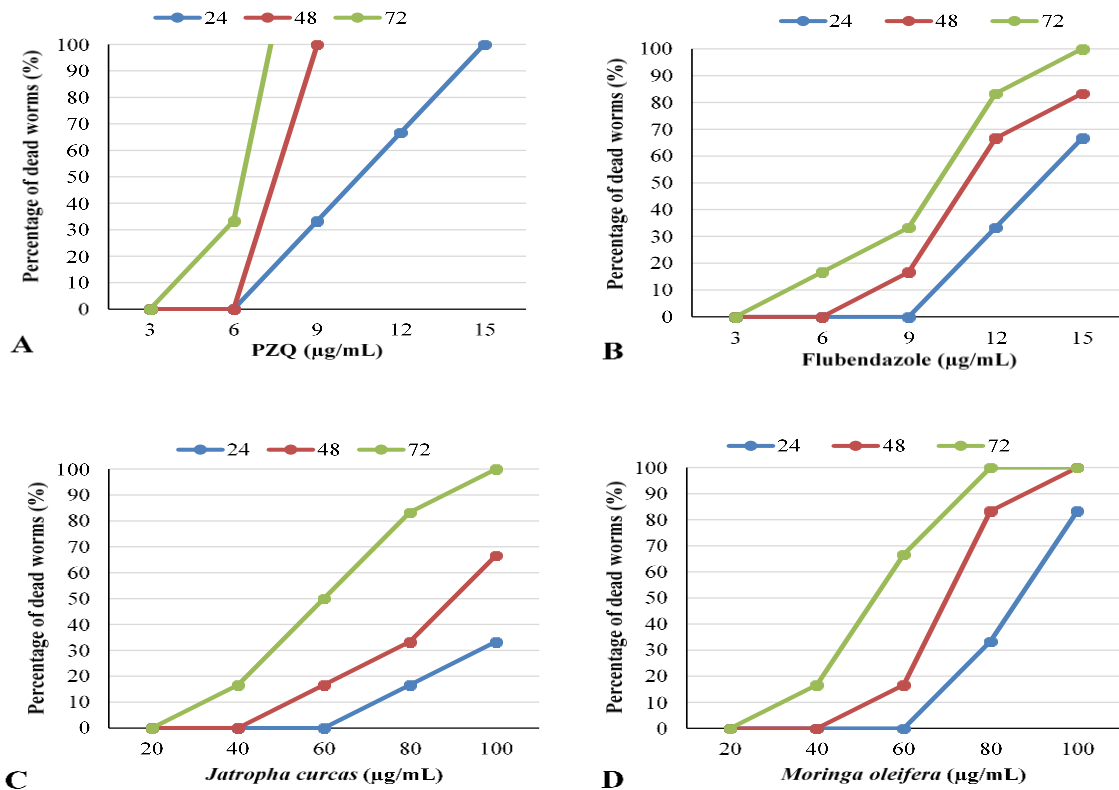 24 48 72
Percentage of dead worms (%)
100
90
80
70
60
50
40
30
20
10
0
3 6 9 12 15
PZQ (µg/mL)
A
24 48 72
Percentage of dead worms (%)
100
90
80
70
60
50
40
30
20
10
0
3 6 9 12 15
Flubendazole (µg/mL)
B
24 48 72
Percentage of dead worms (%)
100
90
80
70
60
50
40
30
20
10
0
20 40 60 80 100
Jatropha curcas (µg/mL)
C
24 48 72
Percentage of dead worms (%)
100
90
80
70
60
50
40
30
20
10
0
20 40 60 80 100
Moringa oleifera (µg/mL)
D